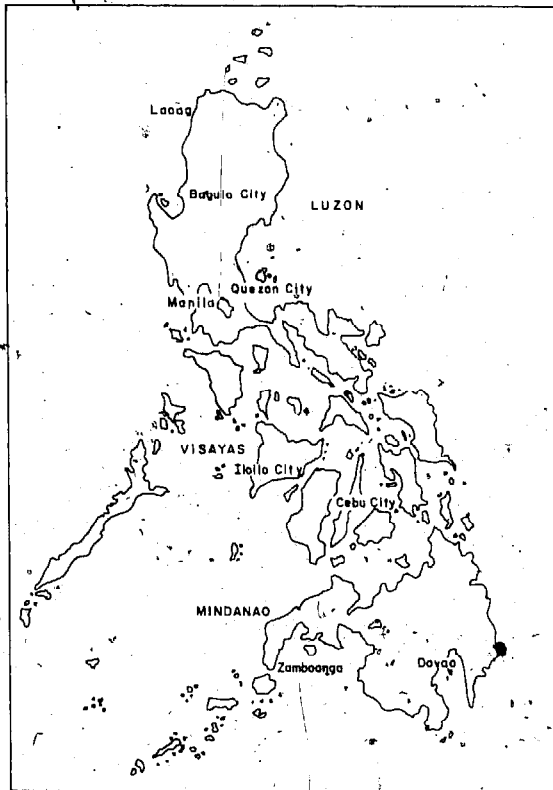 Laoag
Baguio City
LUZON
Quezon City
Manila
VISAYAS
Iloilo City
Cebu City
MINDANAO
Zamboanga
Davao